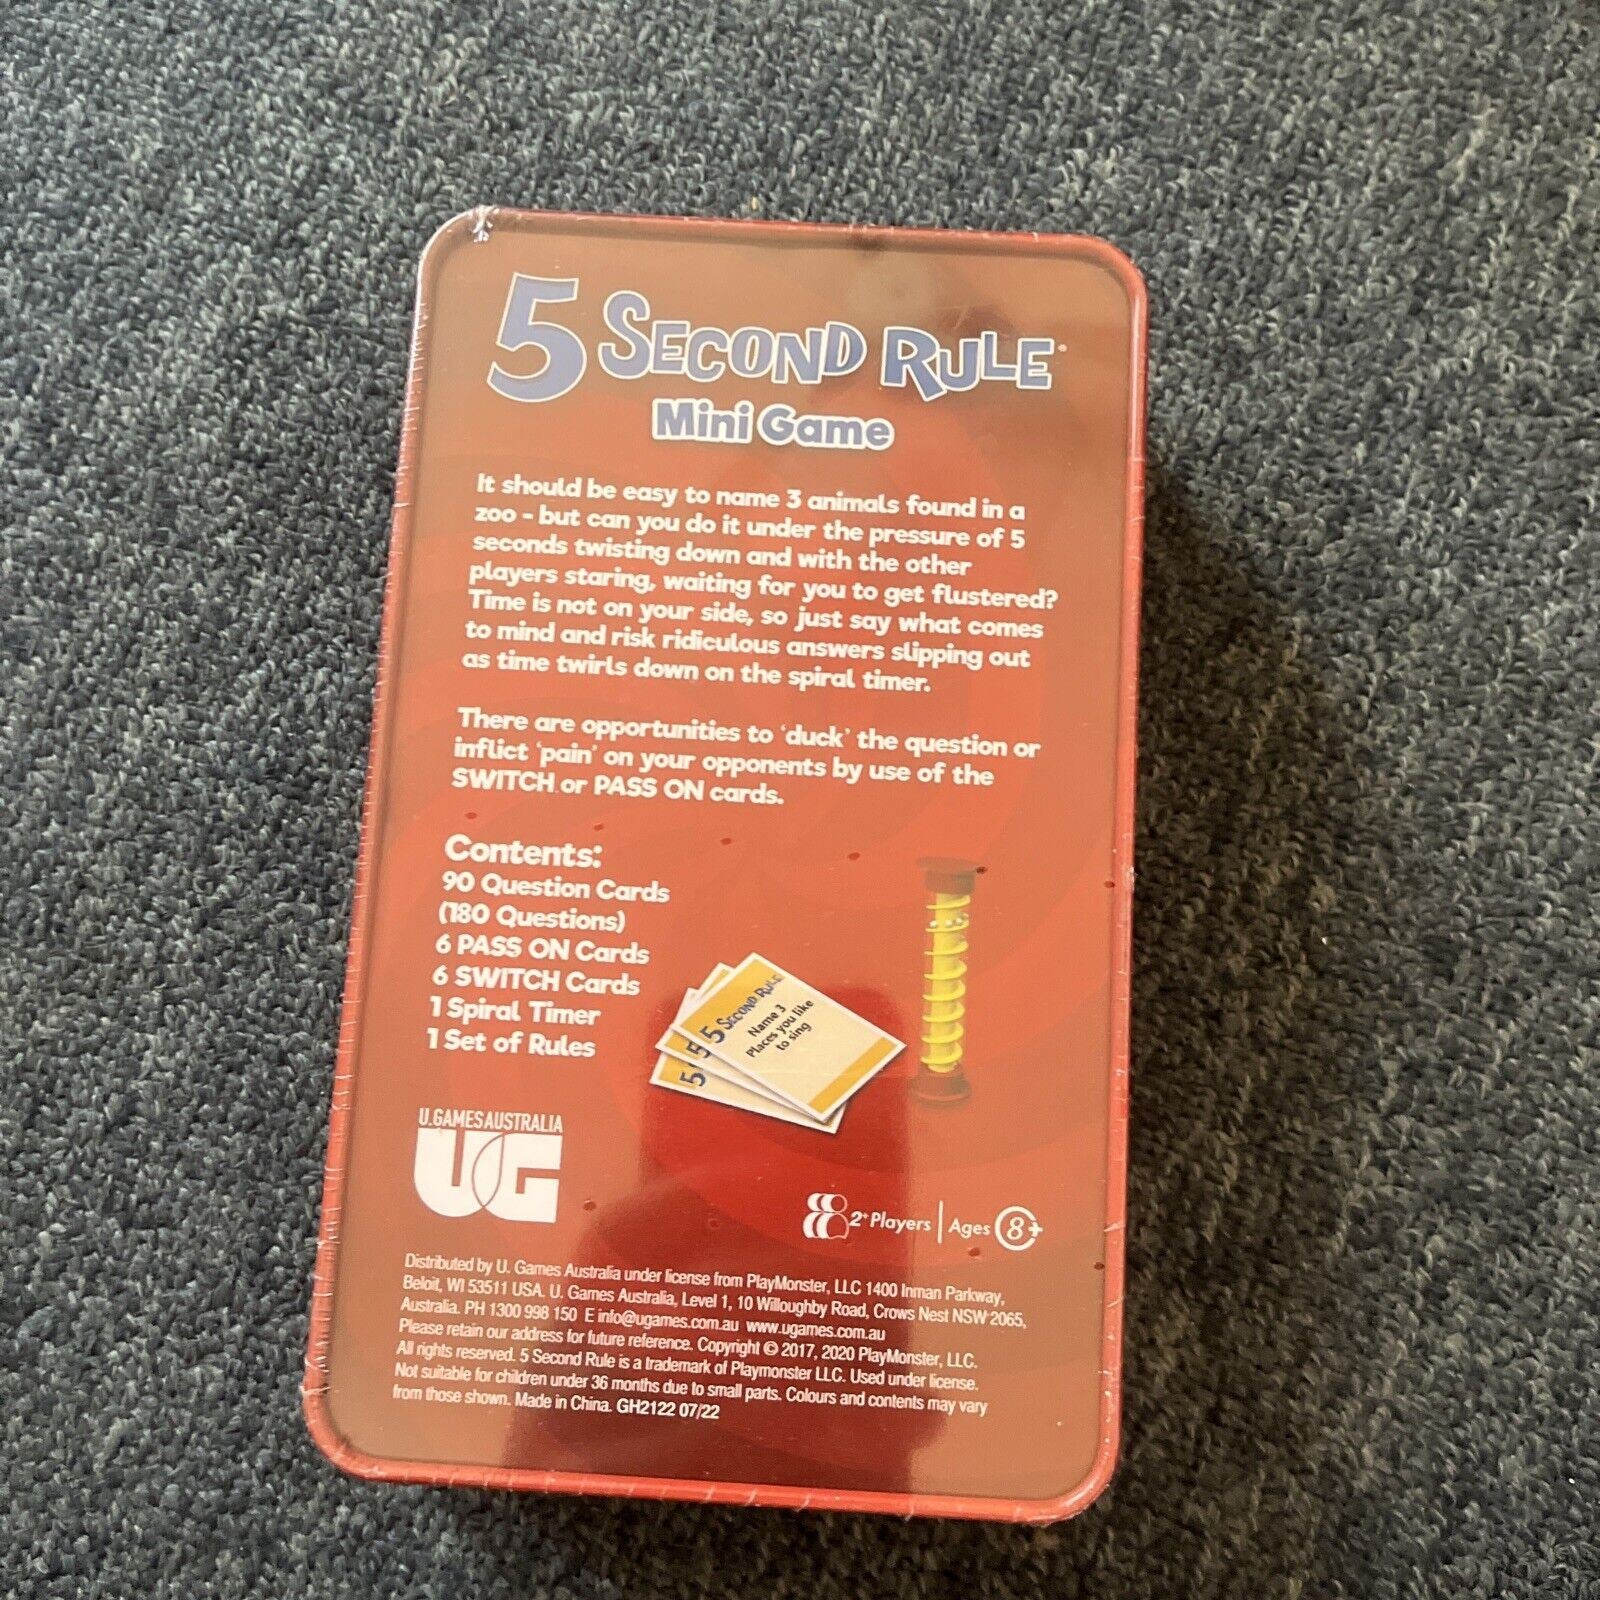 5 SECOND RULE®
Mini Game
It should be easy to name 3 animals found in a
zoo - but can you do it under the pressure of 5
seconds twisting down and with the other
players staring, waiting for you to get flustered?
Time is not on your side, so just say what comes
to mind and risk ridiculous answers slipping out
as time twirls down on the spiral timer.
There are opportunities to 'duck' the question or
inflict 'pain' on your opponents by use of the
SWITCH or PASS ON cards.
Contents:
90 Question Cards
(180 Questions)
6 PASS ON Cards
6 SWITCH Cards
1 Spiral Timer
1 Set of Rules
5
5
5 SECOND RULE
Name 3
Places you like
to sing
U.GAMES AUSTRALIA
UG
2+ Players | Ages 8+
Distributed by U. Games Australia under license from PlayMonster, LLC 1400 Inman Parkway,
Beloit, WI 53511 USA. U. Games Australia, Level 1, 10 Willoughby Road, Crows Nest NSW 2065,
Australia. PH 1300 998 150 E info@ugames.com.au www.ugames.com.au
Please retain our address for future reference. Copyright © 2017, 2020 PlayMonster, LLC.
All rights reserved. 5 Second Rule is a trademark of Playmonster LLC. Used under license.
Not suitable for children under 36 months due to small parts. Colours and contents may vary
from those shown. Made in China. GH2122 07/22